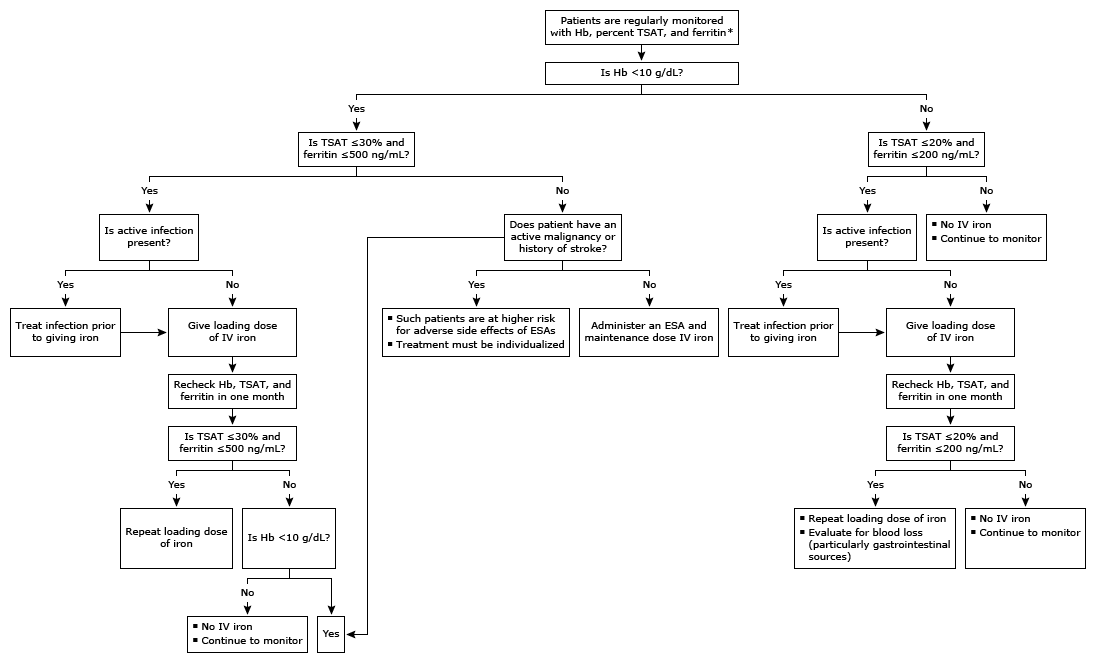 Patients are regularly monitored
with Hb, percent TSAT, and ferritin*
Is Hb <10 g/dL?
Yes
No
Is TSAT ≤30% and
ferritin ≤500 ng/mL?
Is TSAT ≤20% and
ferritin ≤200 ng/mL?
Yes
No
Yes
No
Is active infection
present?
Does patient have an
active malignancy or
history of stroke?
Is active infection
present?
▪ No IV iron
▪ Continue to monitor
Yes
No
Yes
No
Yes
No
Treat infection prior
to giving iron
Give loading dose
of IV iron
▪ Such patients are at higher risk
for adverse side effects of ESAs
▪ Treatment must be individualized
Administer an ESA and
maintenance dose IV iron
Treat infection prior
to giving iron
Give loading dose
of IV iron
Recheck Hb, TSAT, and
ferritin in one month
Recheck Hb, TSAT, and
ferritin in one month
Is TSAT ≤30% and
ferritin ≤500 ng/mL?
Is TSAT ≤20% and
ferritin ≤200 ng/mL?
Yes
No
Yes
No
Repeat loading dose
of iron
Is Hb <10 g/dL?
▪ Repeat loading dose of iron
▪ Evaluate for blood loss
(particularly gastrointestinal
sources)
▪ No IV iron
▪ Continue to monitor
No
▪ No IV iron
▪ Continue to monitor
Yes